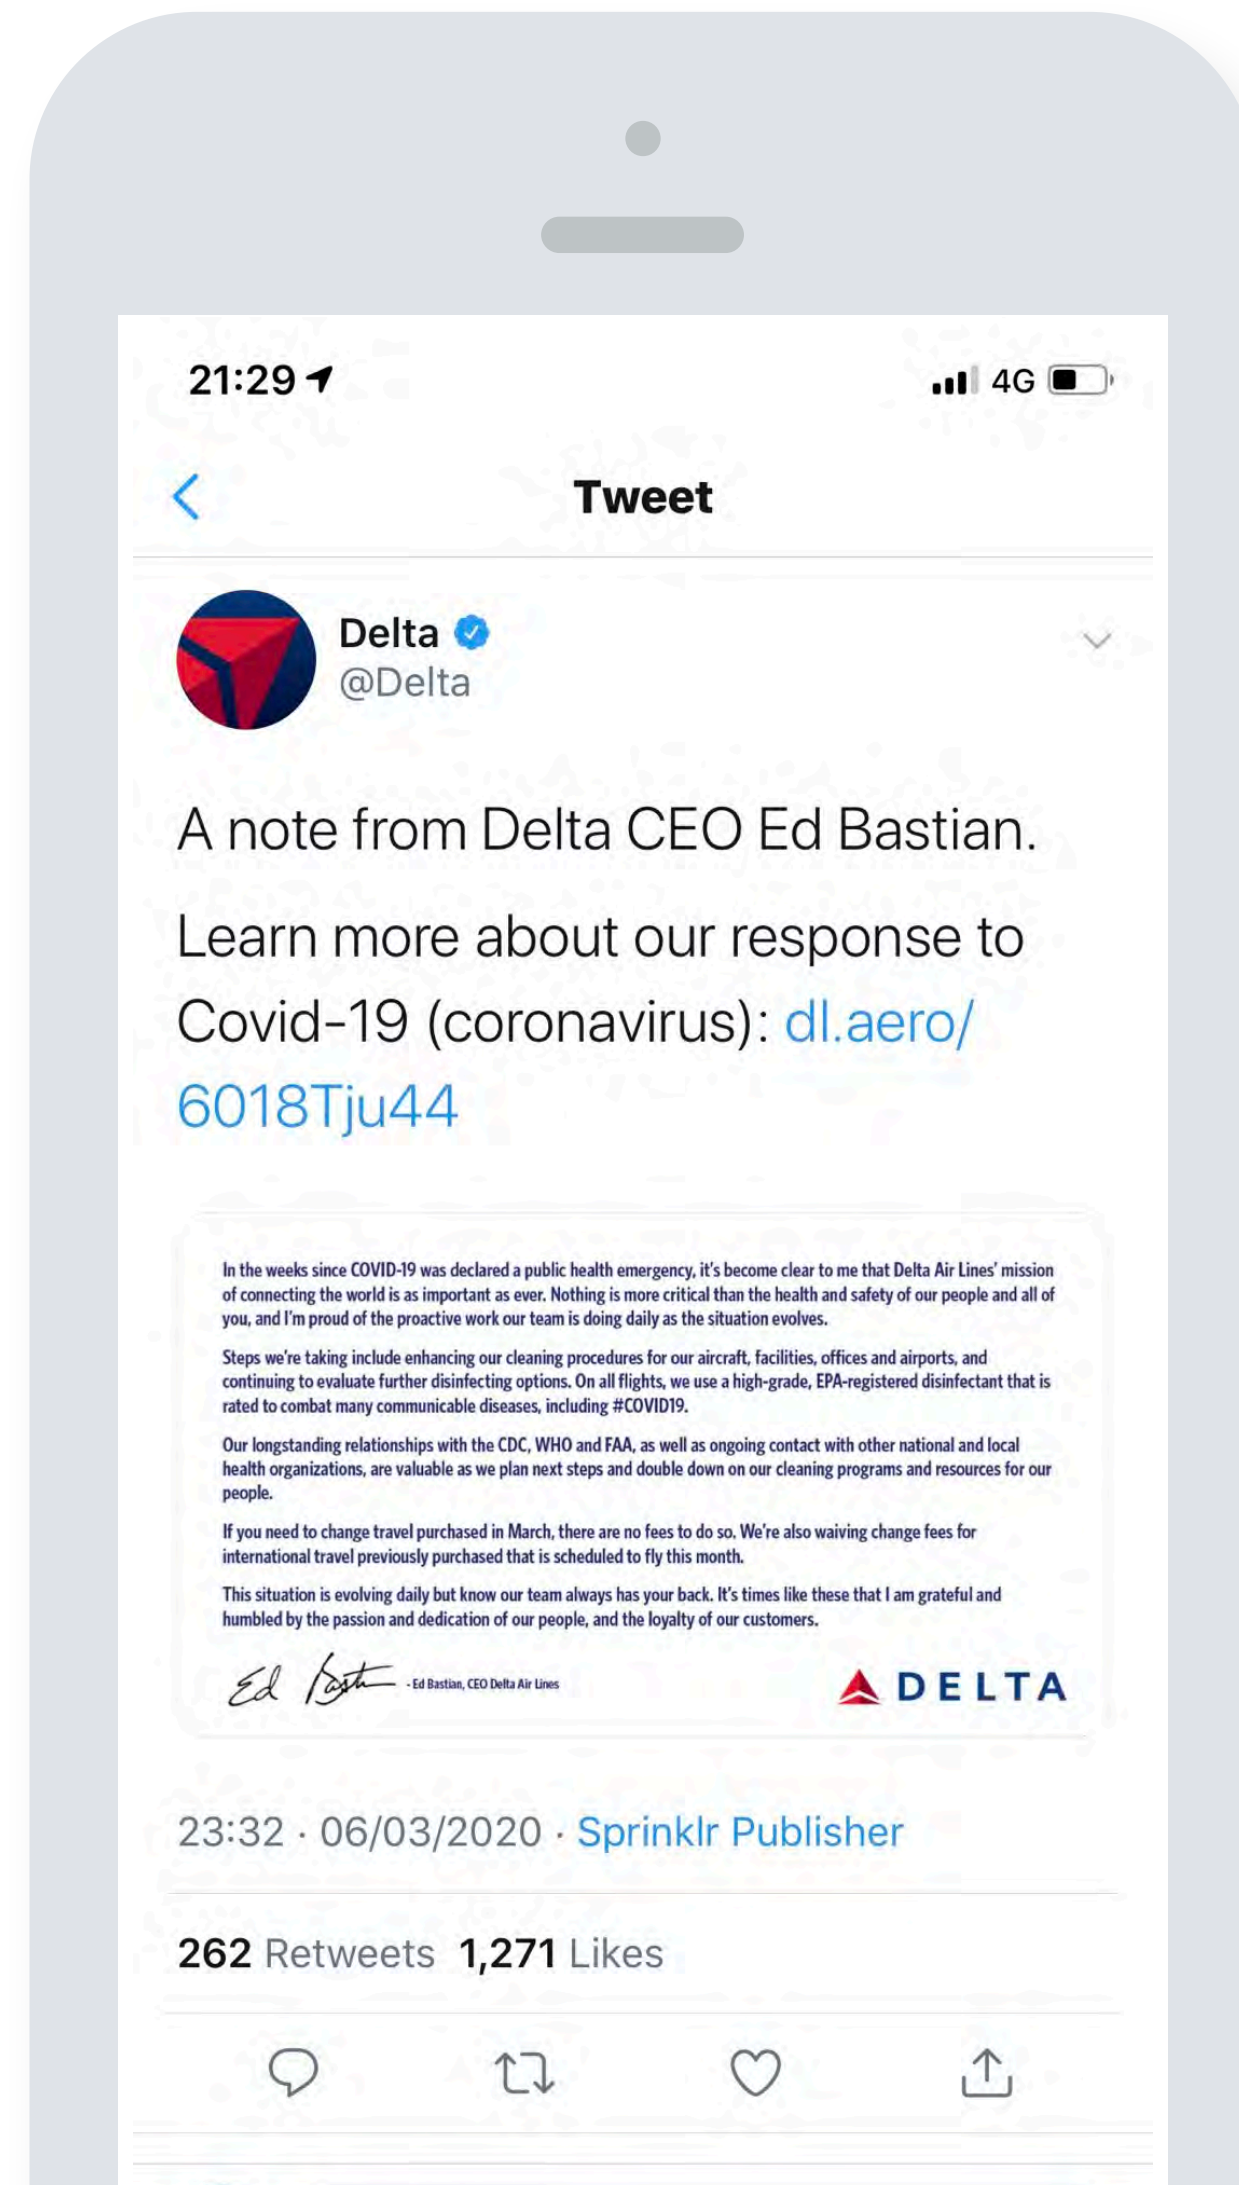 21:29
4G
Tweet
Delta
@Delta
A note from Delta CEO Ed Bastian.
Learn more about our response to
Covid-19 (coronavirus): dl.aero/
6018Tju44
In the weeks since COVID-19 was declared a public health emergency, it's become clear to me that Delta Air Lines' mission
of connecting the world is as important as ever. Nothing is more critical than the health and safety of our people and all of
you, and I'm proud of the proactive work our team is doing daily as the situation evolves.
Steps we're taking include enhancing our cleaning procedures for our aircraft, facilities, offices and airports, and
continuing to evaluate further disinfecting options. On all flights, we use a high-grade, EPA-registered disinfectant that is
rated to combat many communicable diseases, including #COVID19.
Our longstanding relationships with the CDC, WHO and FAA, as well as ongoing contact with other national and local
health organizations, are valuable as we plan next steps and double down on our cleaning programs and resources for our
people.
If you need to change travel purchased in March, there are no fees to do so. We're also waiving change fees for
international travel previously purchased that is scheduled to fly this month.
This situation is evolving daily but know our team always has your back. It's times like these that I am grateful and
humbled by the passion and dedication of our people, and the loyalty of our customers.
Ed Bastian - Ed Bastian, CEO Delta Air Lines
DELTA
23:32 · 06/03/2020 · Sprinklr Publisher
262 Retweets 1,271 Likes